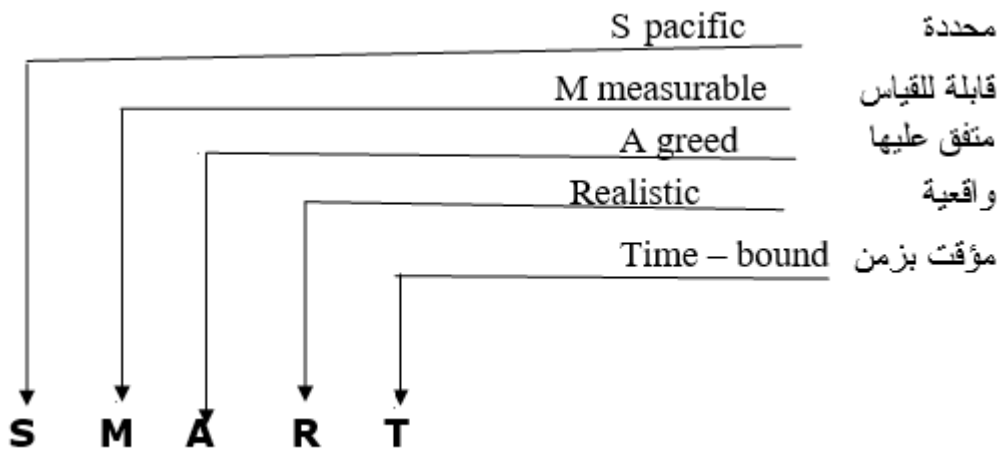 S pacific محددة
M measurable قابلة للقياس
A greed متفق عليها
Realistic واقعية
Time – bound مؤقت بزمن
S M A R T